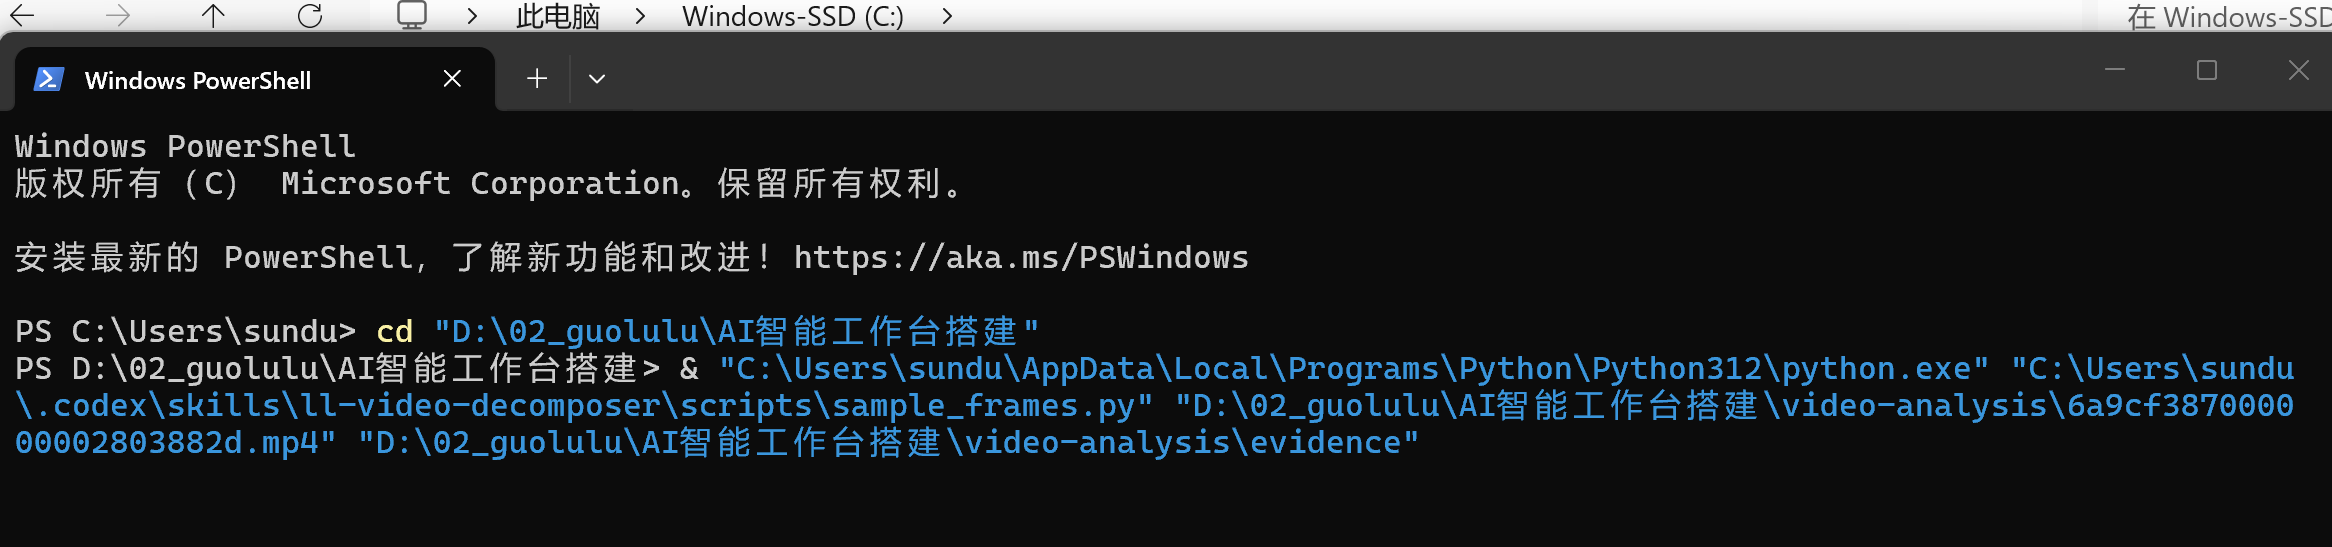 此电脑 > Windows-SSD (C:) >
在 Windows-SSD
Windows PowerShell
Windows PowerShell
版权所有 (C) Microsoft Corporation。保留所有权利。
安装最新的 PowerShell，了解新功能和改进！https://aka.ms/PSWindows
PS C:\Users\sundu> cd "D:\02_guolulu\AI智能工作台搭建"
PS D:\02_guolulu\AI智能工作台搭建> & "C:\Users\sundu\AppData\Local\Programs\Python\Python312\python.exe" "C:\Users\sundu
\.codex\skills\ll-video-decomposer\scripts\sample_frames.py" "D:\02_guolulu\AI智能工作台搭建\video-analysis\6a9cf3870000
00002803882d.mp4" "D:\02_guolulu\AI智能工作台搭建\video-analysis\evidence"